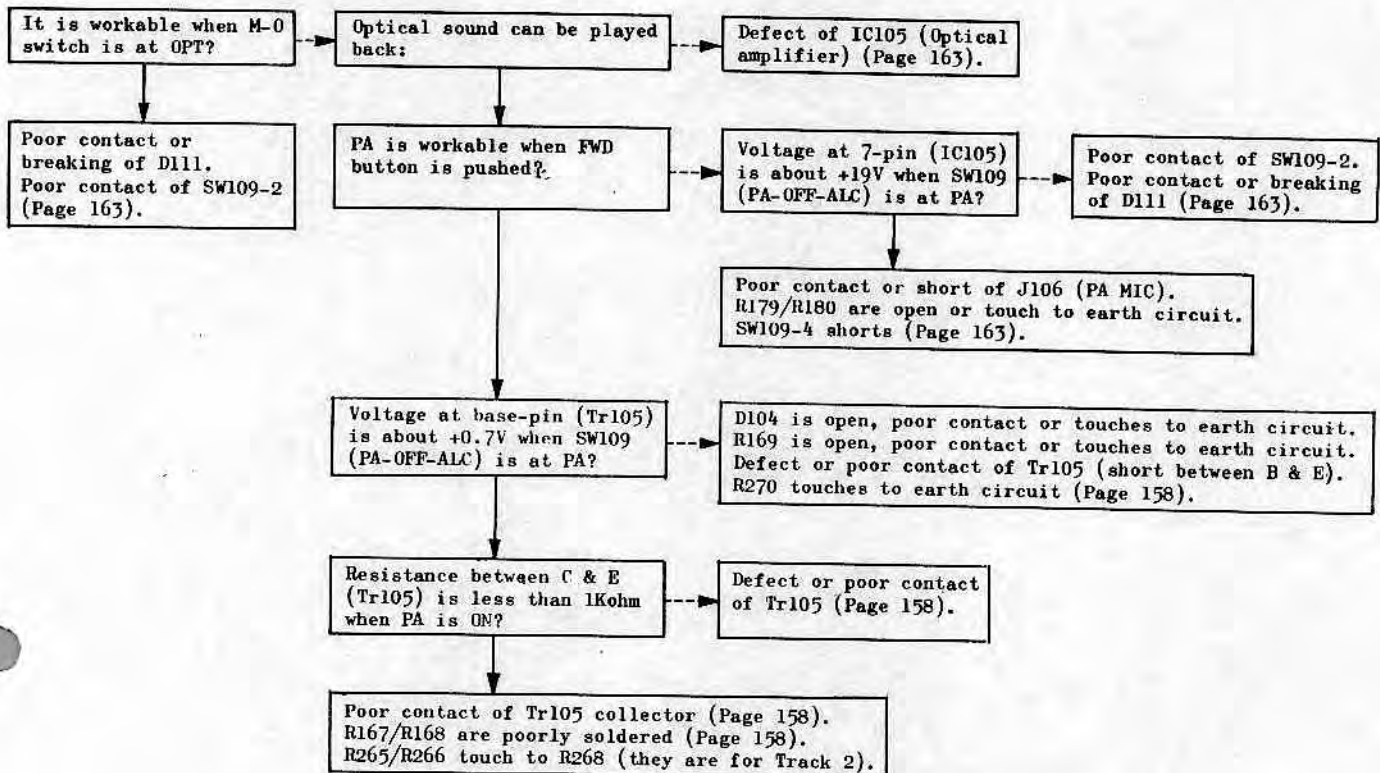 It is workable when M-O
switch is at OPT?
Optical sound can be played
back:
Defect of IC105 (Optical
amplifier) (Page 163).
Poor contact or
breaking of D111.
Poor contact of SW109-2
(Page 163).
PA is workable when FWD
button is pushed?
Voltage at 7-pin (IC105)
is about +19V when SW109
(PA-OFF-ALC) is at PA?
Poor contact of SW109-2.
Poor contact or breaking
of D111 (Page 163).
Poor contact or short of J106 (PA MIC).
R179/R180 are open or touch to earth circuit.
SW109-4 shorts (Page 163).
Voltage at base-pin (Tr105)
is about +0.7V when SW109
(PA-OFF-ALC) is at PA?
D104 is open, poor contact or touches to earth circuit.
R169 is open, poor contact or touches to earth circuit.
Defect or poor contact of Tr105 (short between B & E).
R270 touches to earth circuit (Page 158).
Resistance between C & E
(Tr105) is less than 1Kohm
when PA is ON?
Defect or poor contact
of Tr105 (Page 158).
Poor contact of Tr105 collector (Page 158).
R167/R168 are poorly soldered (Page 158).
R265/R266 touch to R268 (they are for Track 2).